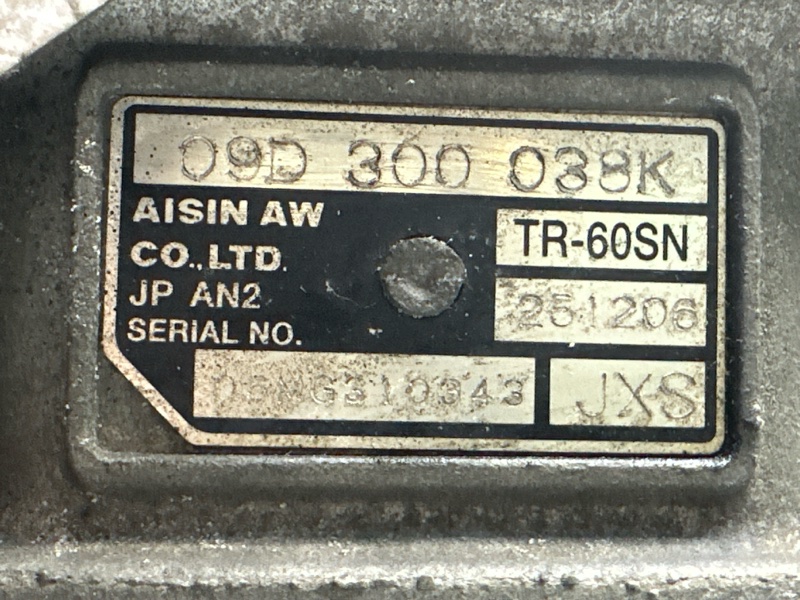 09D 300 038K
AISIN AW
CO.,LTD.
TR-60SN
JP AN2
251206
SERIAL NO.
JXS